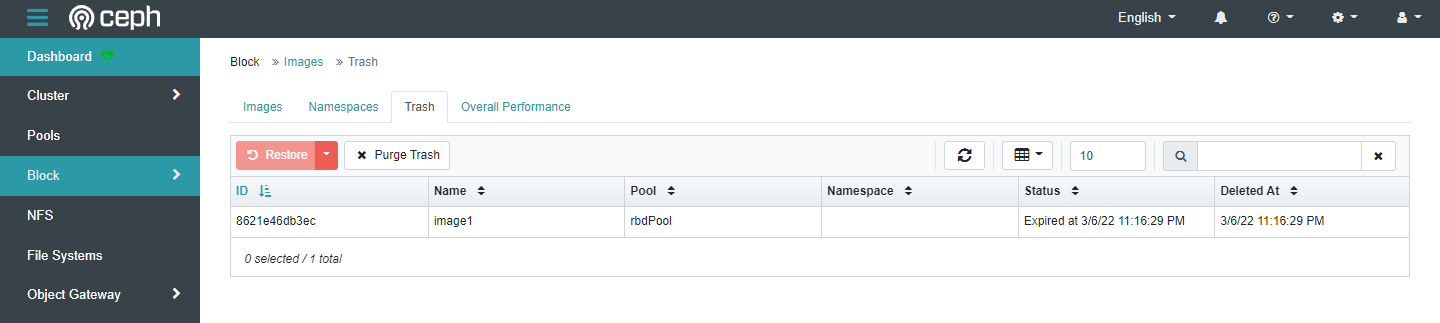 ceph
English
Dashboard
Cluster
Pools
Block
NFS
File Systems
Object Gateway
Block » Images » Trash
Images Namespaces Trash Overall Performance
Restore Purge Trash 10
ID Name Pool Namespace Status Deleted At
8621e46db3ec image1 rbdPool Expired at 3/6/22 11:16:29 PM 3/6/22 11:16:29 PM
0 selected / 1 total